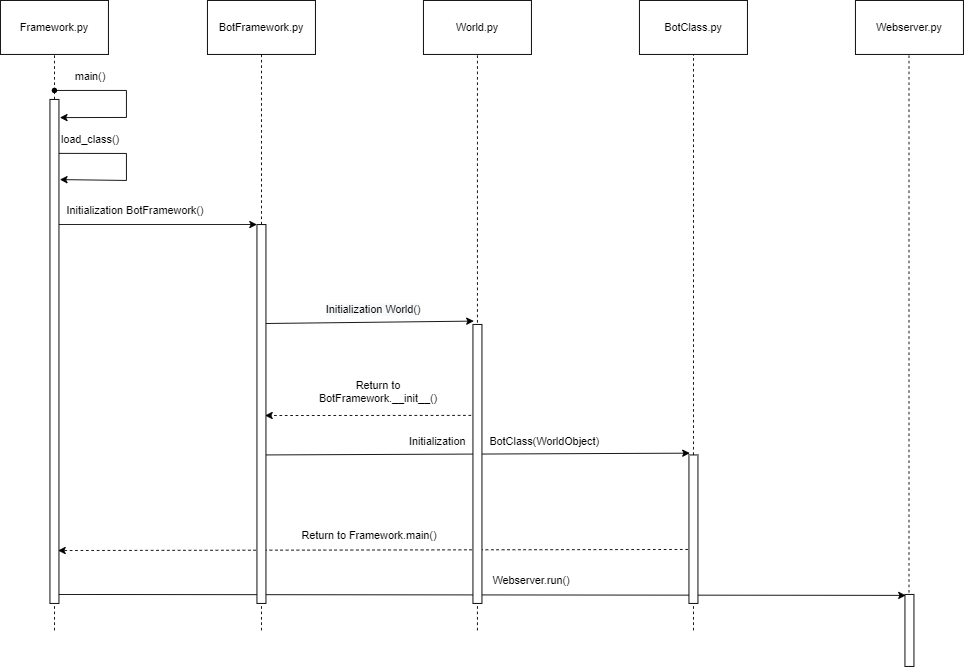 Framework.py
BotFramework.py
World.py
BotClass.py
Webserver.py
main()
load_class()
Initialization BotFramework()
Initialization World()
Return to
BotFramework.__init__()
Initialization BotClass(WorldObject)
Return to Framework.main()
Webserver.run()